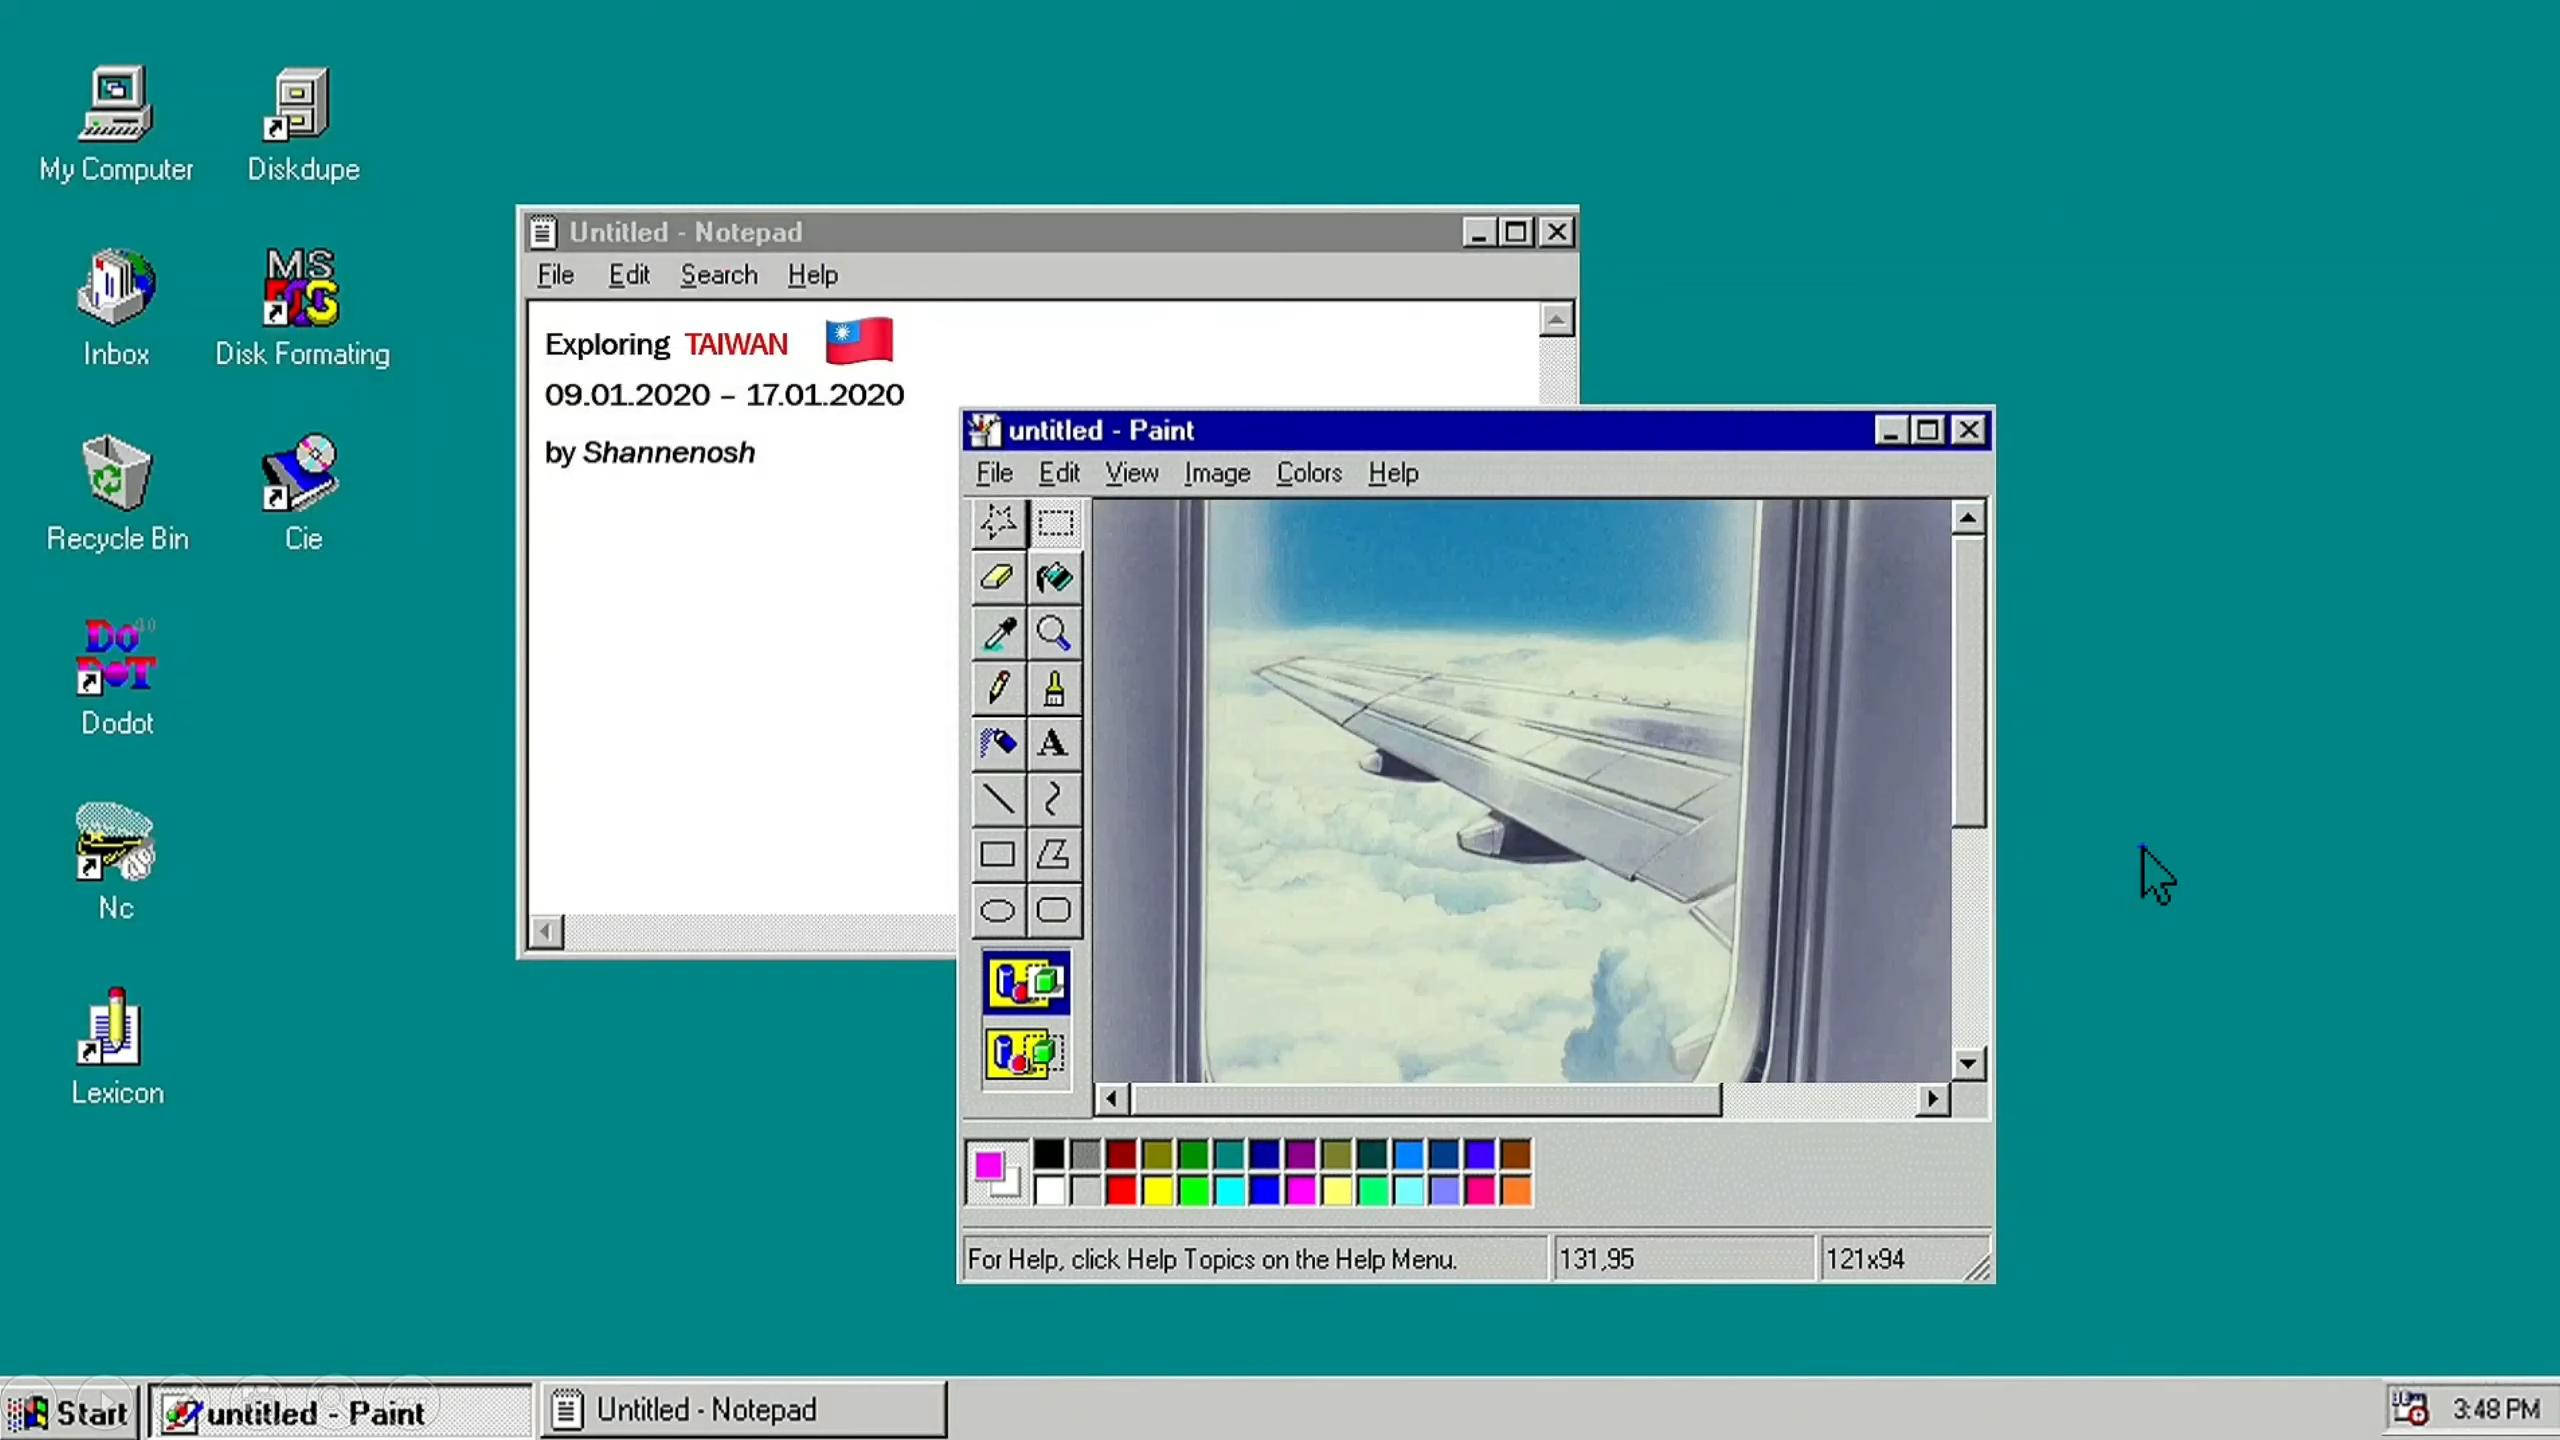 My Computer
Diskdupe
Inbox
MS
Disk Formating
Recycle Bin
Cie
Do
DOT
Dodot
Nc
Lexicon
Untitled - Notepad
File Edit Search Help
Exploring TAIWAN
09.01.2020 – 17.01.2020
by Shannenosh
untitled - Paint
File Edit View Image Colors Help
A
For Help, click Help Topics on the Help Menu.
131,95
121x94
Start
untitled - Paint
Untitled - Notepad
3:48 PM